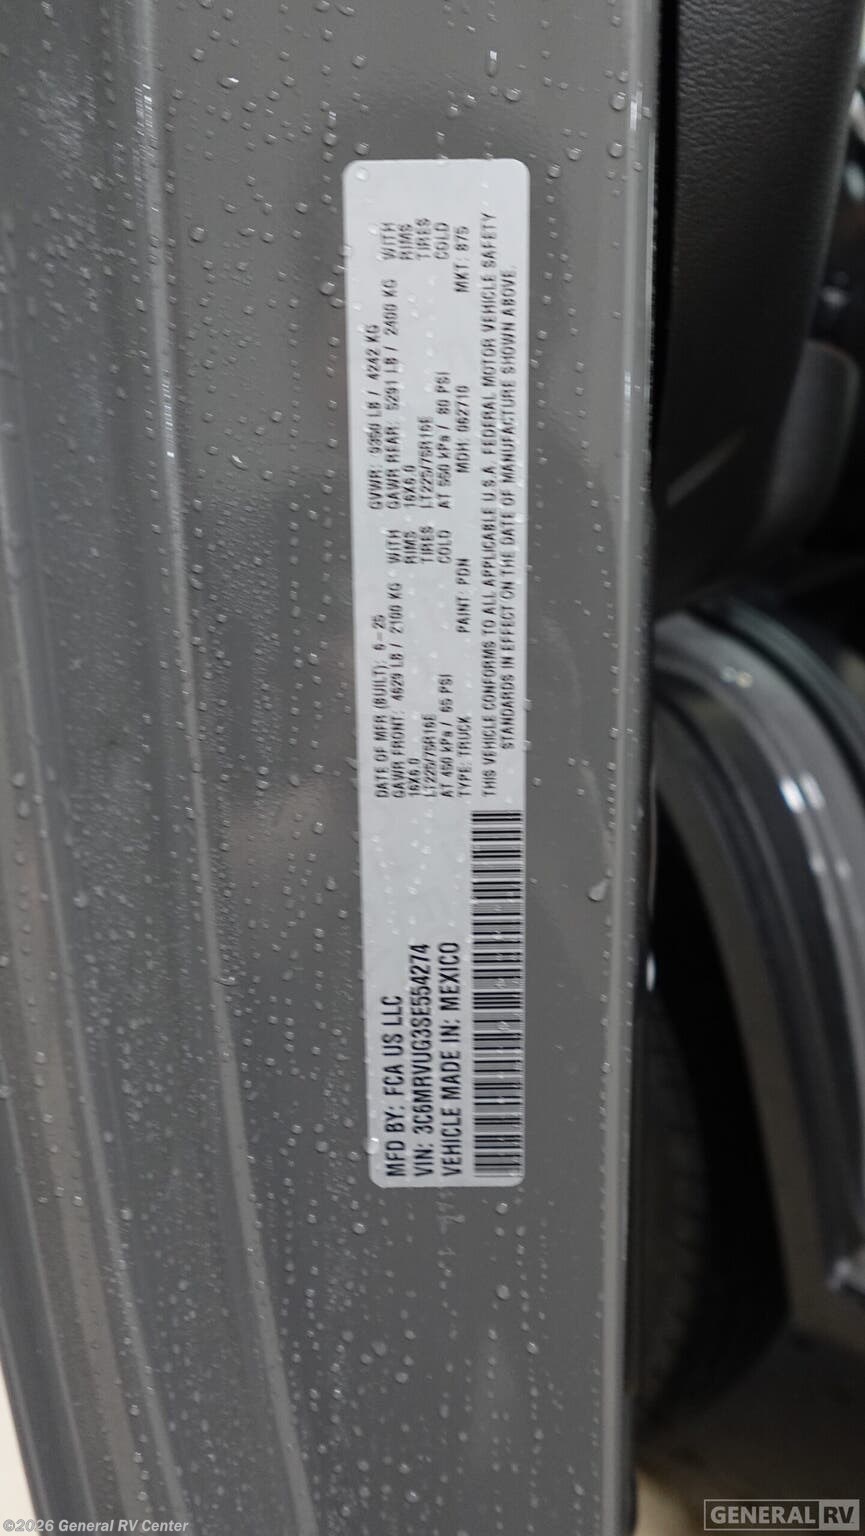 MFD BY: FCA US LLC
VIN: 3C6MRVUG3SE554274
VEHICLE MADE IN: MEXICO
DATE OF MFR (BUILT): 6-25 GVWR: 9350 LB / 4242 KG
GAWR FRONT: 4629 LB / 2100 KG WITH GAWR REAR: 5291 LB / 2400 KG WITH
16X6.0 RIMS 16X6.0 RIMS
LT225/75R16E TIRES LT225/75R16E TIRES
AT 450 kPa / 65 PSI COLD AT 550 kPa / 80 PSI COLD
TYPE: TRUCK PAINT: PDN MDH: 062710 MKT: 875
THIS VEHICLE CONFORMS TO ALL APPLICABLE U.S.A. FEDERAL MOTOR VEHICLE SAFETY
STANDARDS IN EFFECT ON THE DATE OF MANUFACTURE SHOWN ABOVE.
©2026 General RV Center
GENERAL RV